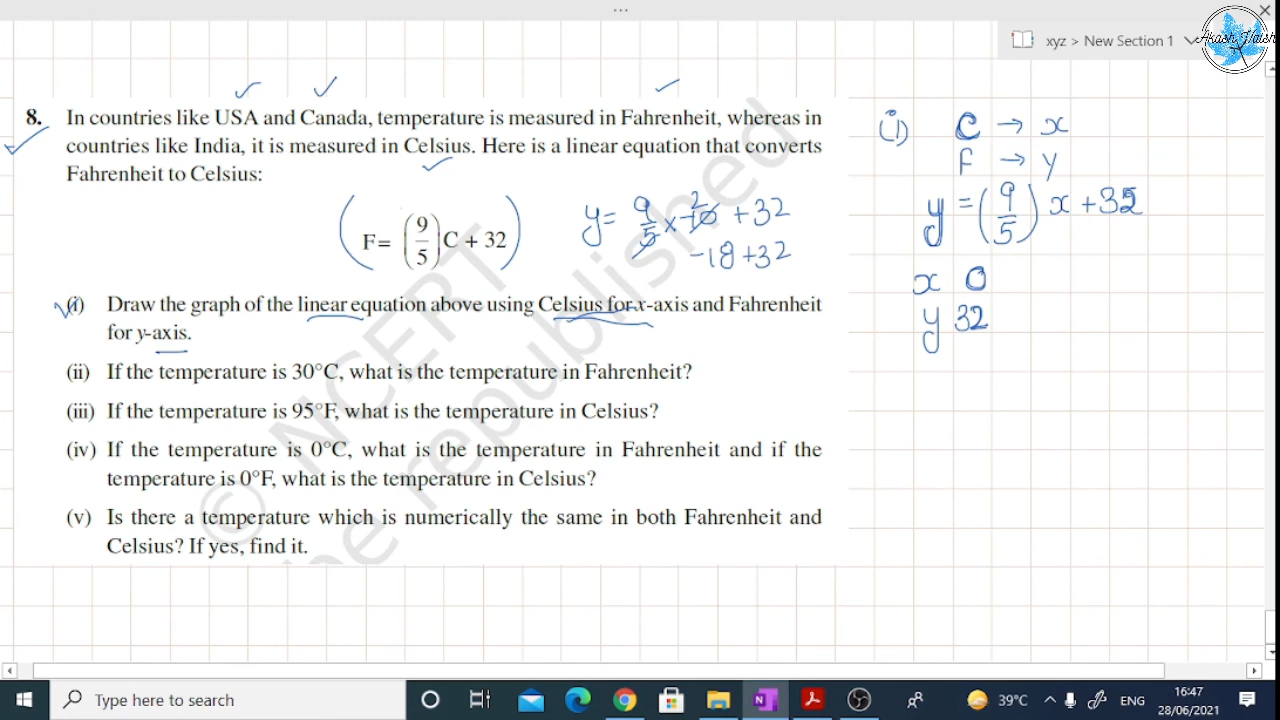 ...
xyz > New Section 1
8. In countries like USA and Canada, temperature is measured in Fahrenheit, whereas in
countries like India, it is measured in Celsius. Here is a linear equation that converts
Fahrenheit to Celsius:
F= (9/5) C + 32
y= 9/5 x -10 2 +32
-18+32
(i) Draw the graph of the linear equation above using Celsius for x-axis and Fahrenheit
for y-axis.
(ii) If the temperature is 30°C, what is the temperature in Fahrenheit?
(iii) If the temperature is 95°F, what is the temperature in Celsius?
(iv) If the temperature is 0°C, what is the temperature in Fahrenheit and if the
temperature is 0°F, what is the temperature in Celsius?
(v) Is there a temperature which is numerically the same in both Fahrenheit and
Celsius? If yes, find it.
© NCERT
be republished
(i) C → x
F → y
y = (9/5) x + 32
x 0
y 32
Type here to search
39°C
ENG
16:47
28/06/2021